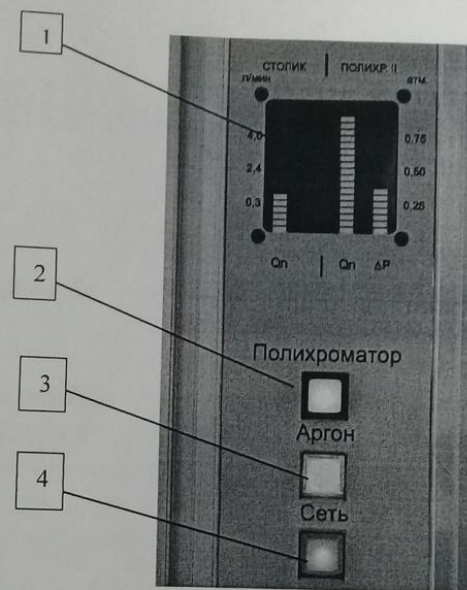 1
СТОЛИК | ПОЛИХР. II
л/мин атм.
4,0 0,75
2,4 0,50
0,3 0,25
Qп | Qп ΔP
2
Полихроматор
3
Аргон
4
Сеть